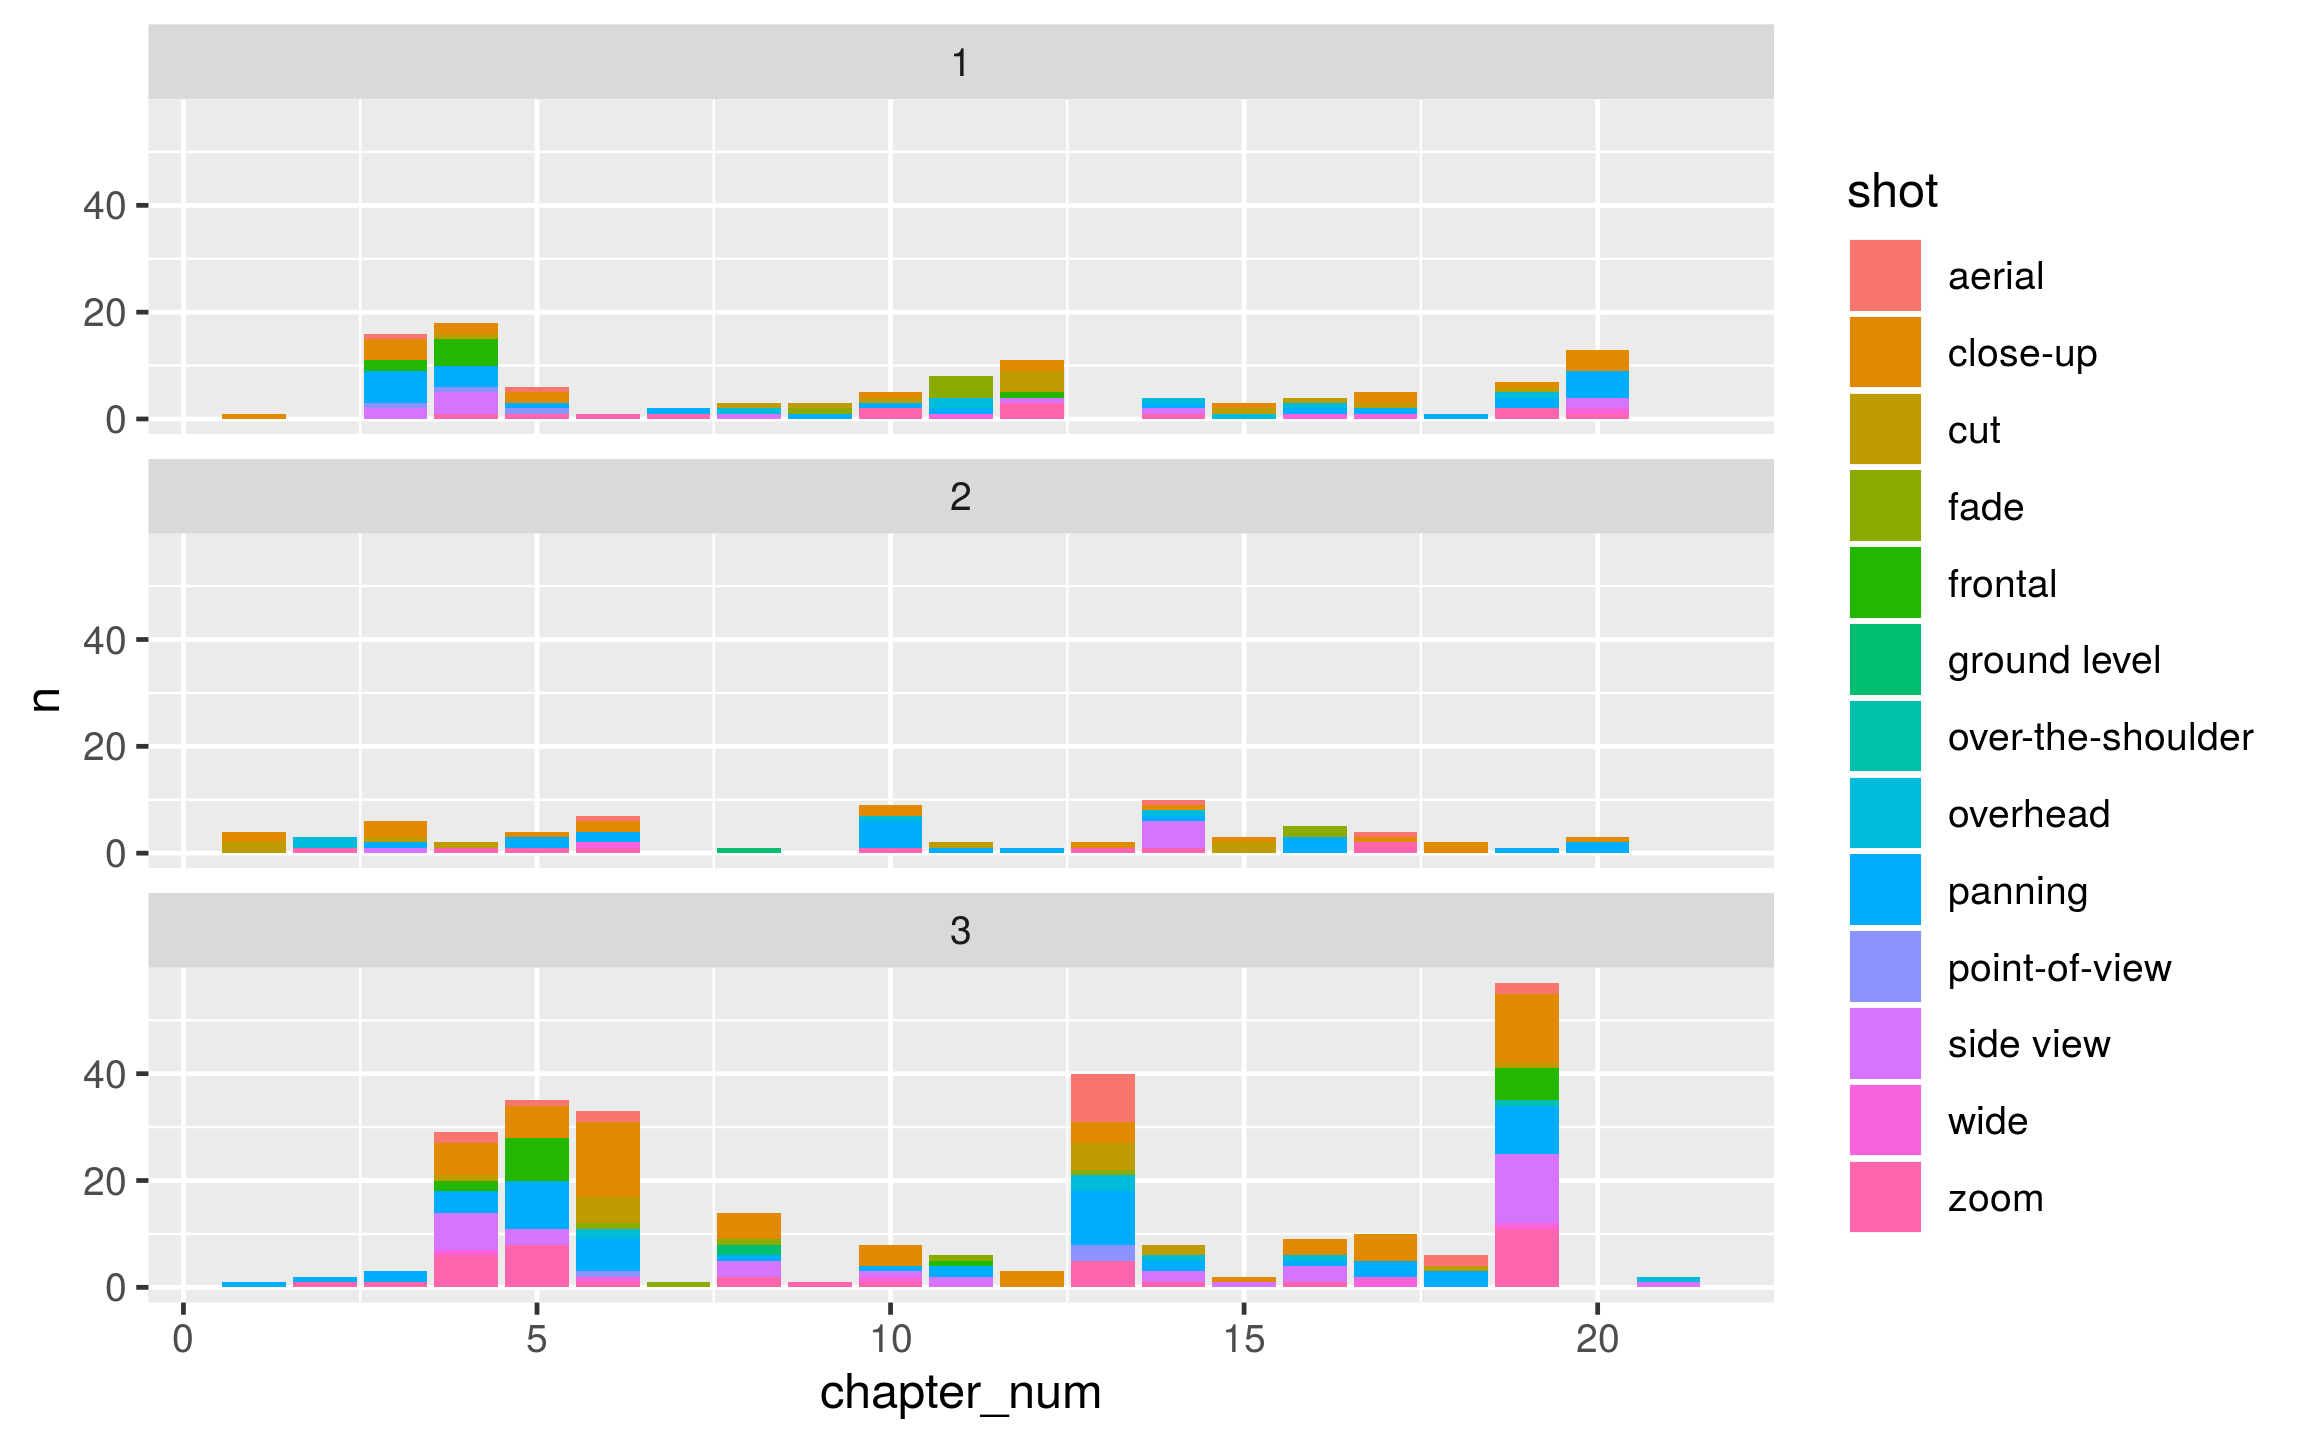 1
40
20
0
2
40
20
0
n
3
40
20
0
0 5 10 15 20
chapter_num
shot
aerial
close-up
cut
fade
frontal
ground level
over-the-shoulder
overhead
panning
point-of-view
side view
wide
zoom